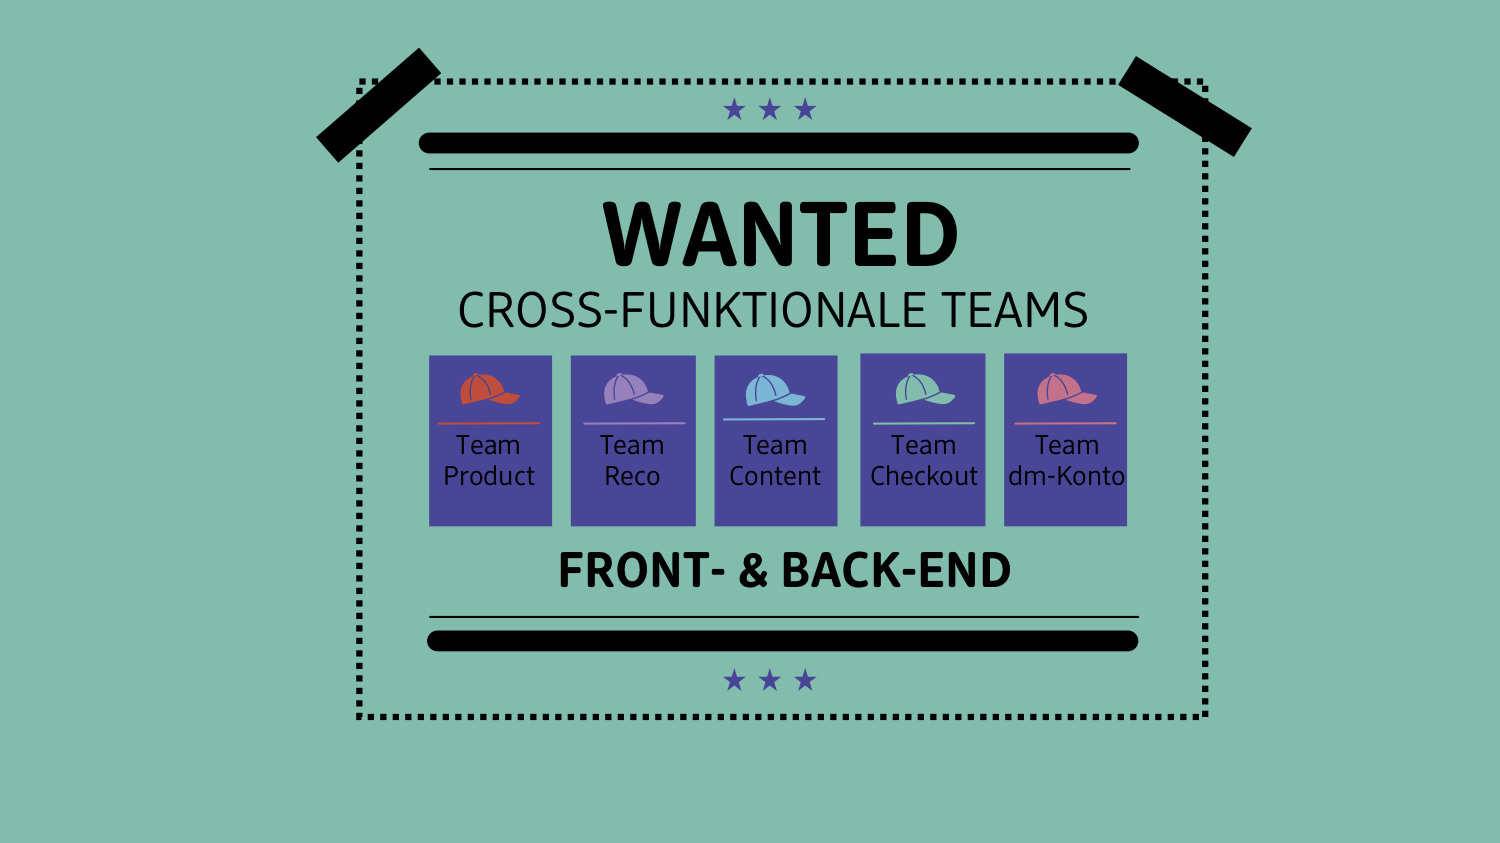 WANTED
CROSS-FUNKTIONALE TEAMS
Team
Product
Team
Reco
Team
Content
Team
Checkout
Team
dm-Konto
FRONT- & BACK-END